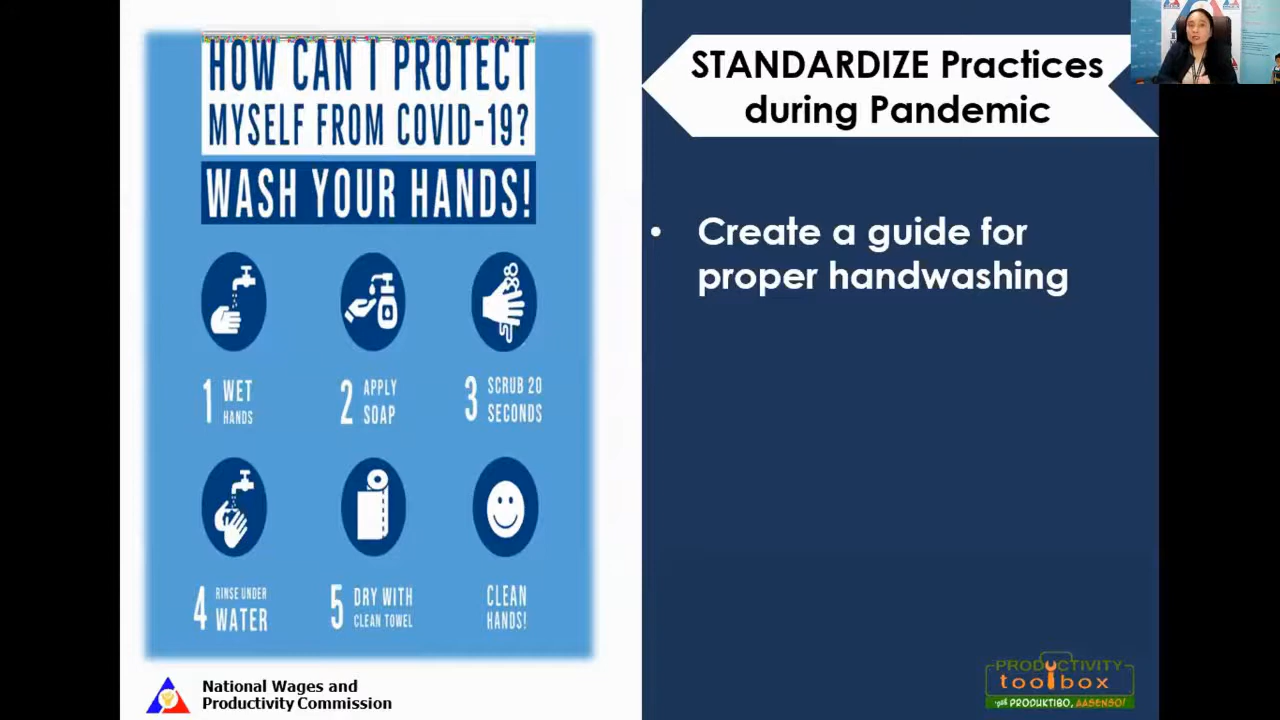 HOW CAN I PROTECT
MYSELF FROM COVID-19?
WASH YOUR HANDS!
1 WET
HANDS
2 APPLY
SOAP
3 SCRUB 20
SECONDS
4 RINSE UNDER
WATER
5 DRY WITH
CLEAN TOWEL
CLEAN
HANDS!
National Wages and
Productivity Commission
STANDARDIZE Practices
during Pandemic
• Create a guide for
proper handwashing
PRODUCTIVITY
toolbox
PRODUKTIBO, AASENSO!